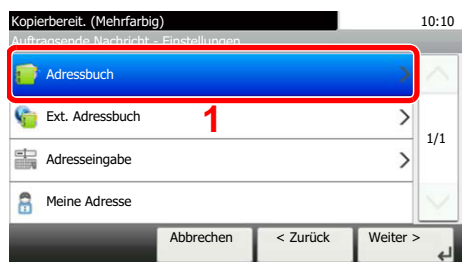 Kopierbereit. (Mehrfarbig) 10:10
Auftragsende Nachricht - Einstellungen
Adressbuch
Ext. Adressbuch
1
1/1
Adresseingabe
Meine Adresse
Abbrechen < Zurück Weiter >